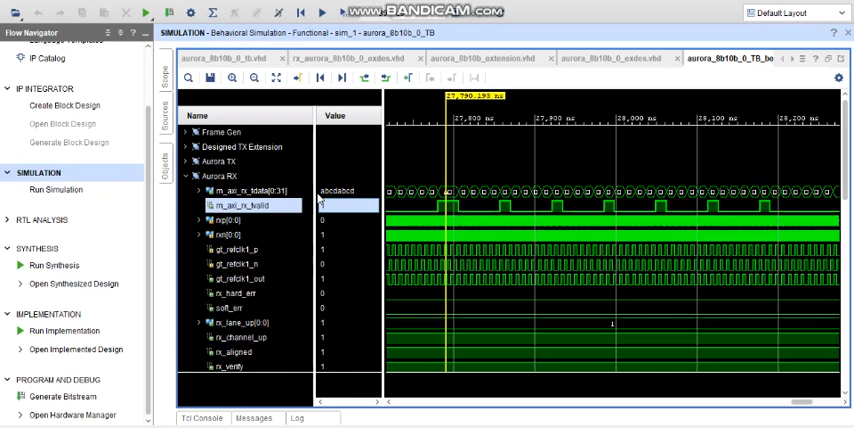 www.BANDICAM.com
Default Layout
Flow Navigator
SIMULATION - Behavioral Simulation - Functional - sim_1 - aurora_8b10b_0_TB
Language Templates
IP Catalog
IP INTEGRATOR
Create Block Design
Open Block Design
Generate Block Design
SIMULATION
Run Simulation
RTL ANALYSIS
SYNTHESIS
Run Synthesis
Open Synthesized Design
IMPLEMENTATION
Run Implementation
Open Implemented Design
PROGRAM AND DEBUG
Generate Bitstream
Open Hardware Manager
Scope
Sources
Objects
aurora_8b10b_0_tb.vhd
rx_aurora_8b10b_0_exdes.vhd
aurora_8b10b_extension.vhd
aurora_8b10b_0_exdes.vhd
aurora_8b10b_0_TB_be
Name
Value
27,790.193 ns
27,800 ns
27,900 ns
28,000 ns
28,100 ns
28,200 ns
Frame Gen
Designed TX Extension
Aurora TX
Aurora RX
m_axi_rx_tdata[0:31]
abcdabcd
m_axi_rx_tvalid
1
rxp[0:0]
0
rxn[0:0]
1
gt_refclk1_p
0
gt_refclk1_n
0
gt_refclk1_out
0
rx_hard_err
0
soft_err
0
rx_lane_up[0:0]
1
1
rx_channel_up
1
rx_aligned
1
rx_verify
1
Tcl Console
Messages
Log